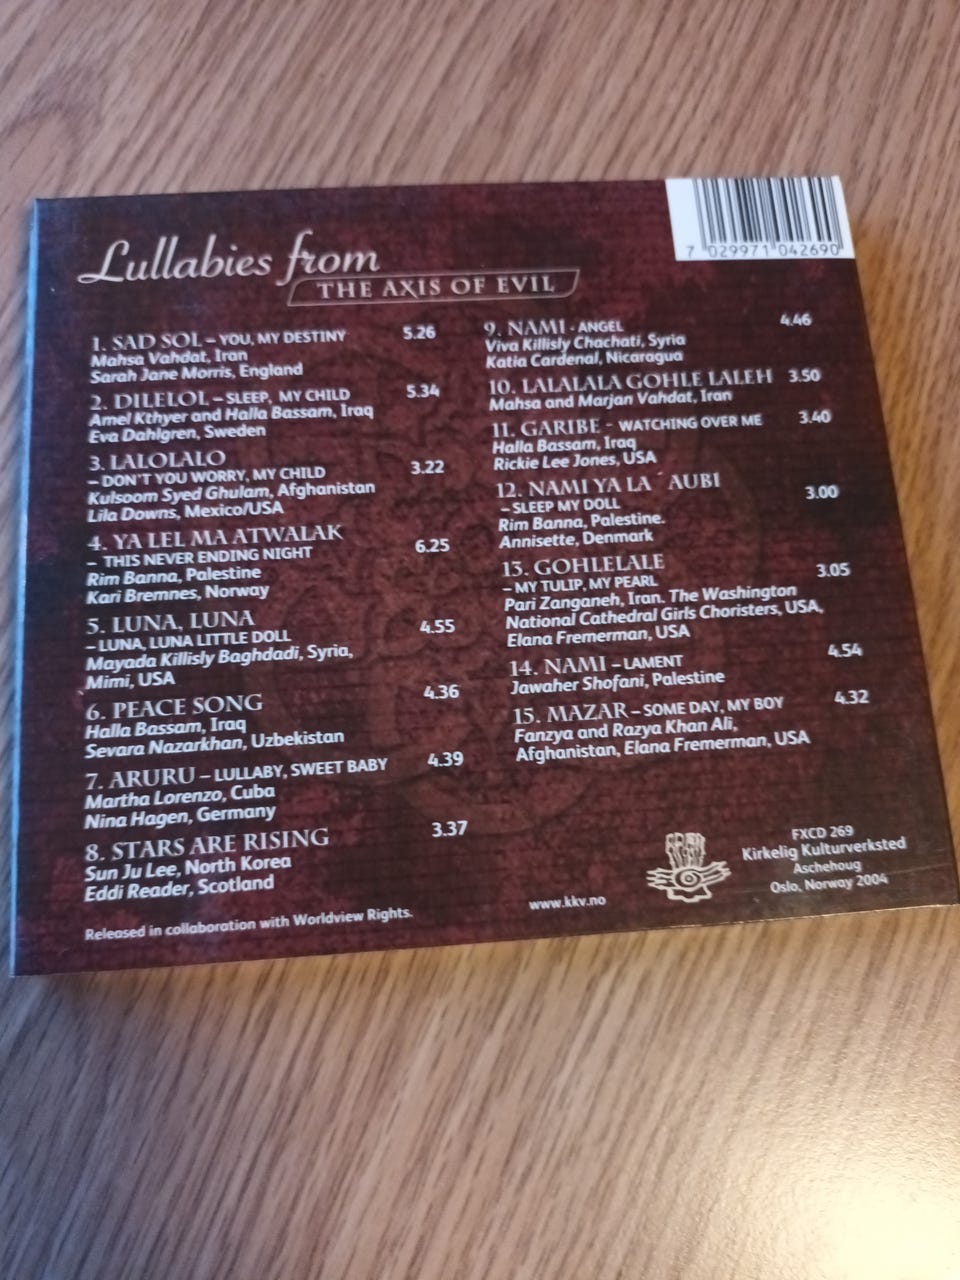 Lullabies from
THE AXIS OF EVIL
7 029971 042690
1. SAD SOL – YOU, MY DESTINY 5.26
Mahsa Vahdat, Iran
Sarah Jane Morris, England
2. DILELOL – SLEEP, MY CHILD 5.34
Amel Kthyer and Halla Bassam, Iraq
Eva Dahlgren, Sweden
3. LALOLALO
– DON'T YOU WORRY, MY CHILD 3.22
Kulsoom Syed Ghulam, Afghanistan
Lila Downs, Mexico/USA
4. YA LEL MA ATWALAK
– THIS NEVER ENDING NIGHT 6.25
Rim Banna, Palestine
Kari Bremnes, Norway
5. LUNA, LUNA
– LUNA, LUNA LITTLE DOLL 4.55
Mayada Killisly Baghdadi, Syria,
Mimi, USA
6. PEACE SONG 4.36
Halla Bassam, Iraq
Sevara Nazarkhan, Uzbekistan
7. ARURU – LULLABY, SWEET BABY 4.39
Martha Lorenzo, Cuba
Nina Hagen, Germany
8. STARS ARE RISING 3.37
Sun Ju Lee, North Korea
Eddi Reader, Scotland
9. NAMI - ANGEL 4.46
Viva Killisly Chachati, Syria
Katia Cardenal, Nicaragua
10. LALALALA GOHLE LALEH 3.50
Mahsa and Marjan Vahdat, Iran
11. GARIBE - WATCHING OVER ME 3.40
Halla Bassam, Iraq
Rickie Lee Jones, USA
12. NAMI YA LA´AUBI
– SLEEP MY DOLL 3.00
Rim Banna, Palestine.
Annisette, Denmark
13. GOHLELALE
– MY TULIP, MY PEARL 3.05
Pari Zanganeh, Iran. The Washington
National Cathedral Girls Choristers, USA,
Elana Fremerman, USA
14. NAMI – LAMENT 4.54
Jawaher Shofani, Palestine
15. MAZAR – SOME DAY, MY BOY 4.32
Fanzya and Razya Khan Ali,
Afghanistan, Elana Fremerman, USA
Released in collaboration with Worldview Rights.
www.kkv.no
FXCD 269
Kirkelig Kulturverksted
Aschehoug
Oslo, Norway 2004